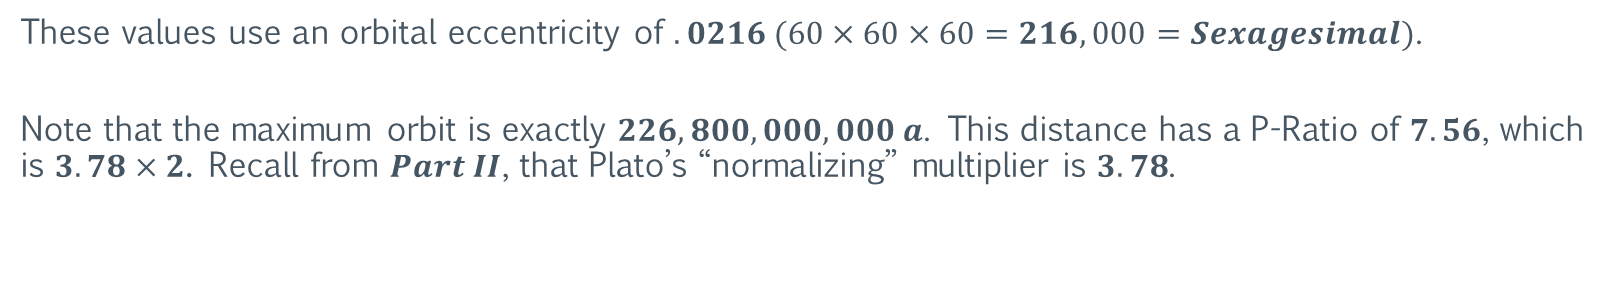 These values use an orbital eccentricity of .0216 (60 × 60 × 60 = 216,000 = Sexagesimal).
Note that the maximum orbit is exactly 226,800,000,000 a. This distance has a P-Ratio of 7.56, which
is 3.78 × 2. Recall from Part II, that Plato's “normalizing” multiplier is 3.78.